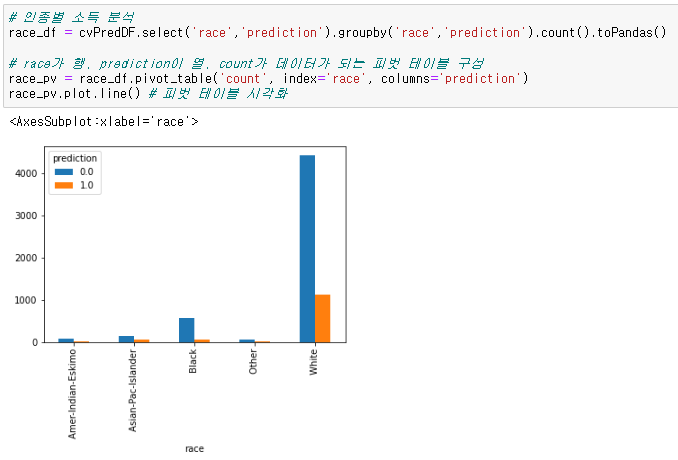 # 인종별 소득 분석
race_df = cvPredDF.select('race','prediction').groupby('race','prediction').count().toPandas()
# race가 행, prediction이 열, count가 데이터가 되는 피벗 테이블 구성
race_pv = race_df.pivot_table('count', index='race', columns='prediction')
race_pv.plot.line() # 피벗 테이블 시각화
<AxesSubplot:xlabel='race'>
prediction
0.0
1.0
4000
3000
2000
1000
0
Amer-Indian-Eskimo
Asian-Pac-Islander
Black
Other
White
race